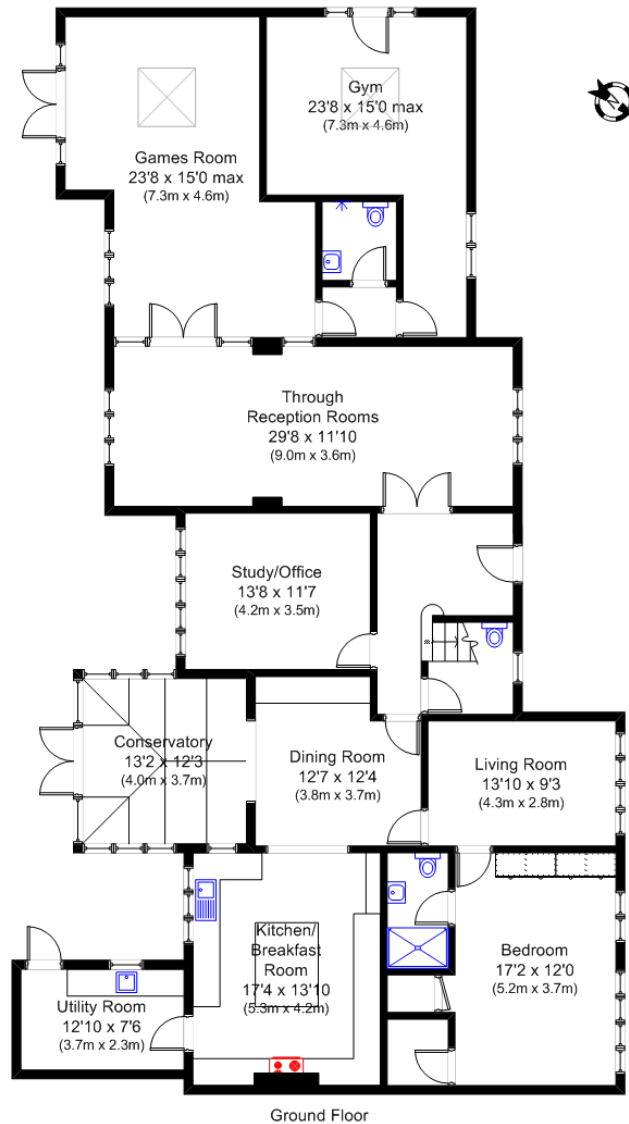 Gym
23'8 x 15'0 max
(7.3m x 4.6m)
N
Games Room
23'8 x 15'0 max
(7.3m x 4.6m)
Through
Reception Rooms
29'8 x 11'10
(9.0m x 3.6m)
Study/Office
13'8 x 11'7
(4.2m x 3.5m)
Conservatory
13'2 x 12'3
(4.0m x 3.7m)
Dining Room
12'7 x 12'4
(3.8m x 3.7m)
Living Room
13'10 x 9'3
(4.3m x 2.8m)
Kitchen/
Breakfast
Room
17'4 x 13'10
(5.3m x 4.2m)
Bedroom
17'2 x 12'0
(5.2m x 3.7m)
Utility Room
12'10 x 7'6
(3.7m x 2.3m)
Ground Floor